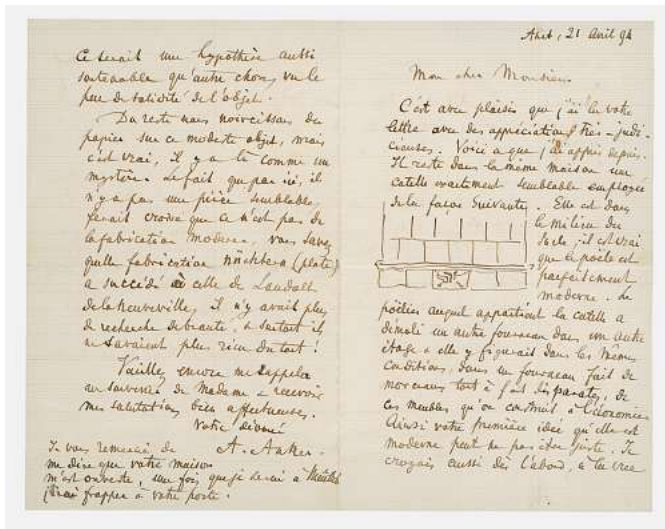 Anet, 21 Avril 94
Mon cher Monsieur.
C'est avec plaisir que j'ai lu votre
lettre avec des appréciations très-judi-
cieuses. Voici ce que j'ai appris depuis.
Il reste dans la même maison une
catelle exactement semblable employée
de la façon suivante. Elle est dans
le milieu du
socle, il est vrai
que le poele est
parfaitement
moderne. Le
poëlier auquel appartient la catelle a
démoli un autre fourneau dans un autre
étage & elle y figurait dans les mêmes
conditions, dans un fourneau fait de
morceaux tout à fait disparates, de
ces meubles qu'on construit à l'économie
Ainsi votre première idée qu'elle est
moderne peut ne pas être juste. Je
croyais aussi dès l'abord, à la vue
Ce serait une hypothèse aussi
soutenable qu'autre chose, vu le
peu de solidité de l'objet.
Du reste nous noircissons du
papier sur ce modeste objet, mais
c'est vrai, il y a là comme un
mystère. Le fait que par ici, il
n'y a pas une pièce semblable,
ferait croire que ce n'est pas de
la fabrication moderne, vous savez
quelle fabrication (plate)
a succédé à celle de Landolt
de la Neuveville, il n'y avait plus
de recherche de beauté, & surtout ils
ne savaient plus rien du tout !
Veuillez encore me rappeler
au souvenir de Madame & recevoir
mes salutations bien affectueuses.
Votre dévoué
A. Anker.
Je vous remercie de
me dire que votre maison
m'est ouverte, une fois que je serai à
j'irai frapper à votre porte.